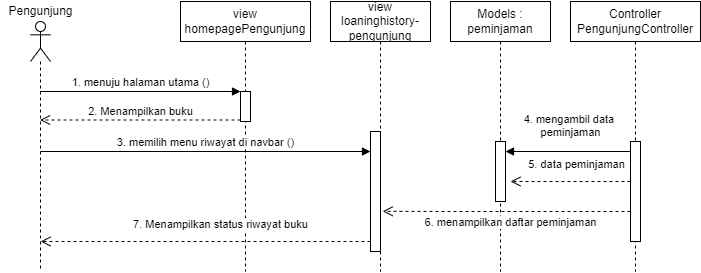 Pengunjung
view
homepagePengunjung
view
loaninghistory-
pengunjung
Models :
peminjaman
Controller
PengunjungController
1. menuju halaman utama ()
2. Menampilkan buku
3. memilih menu riwayat di navbar ()
4. mengambil data
peminjaman
5. data peminjaman
6. menampilkan daftar peminjaman
7. Menampilkan status riwayat buku